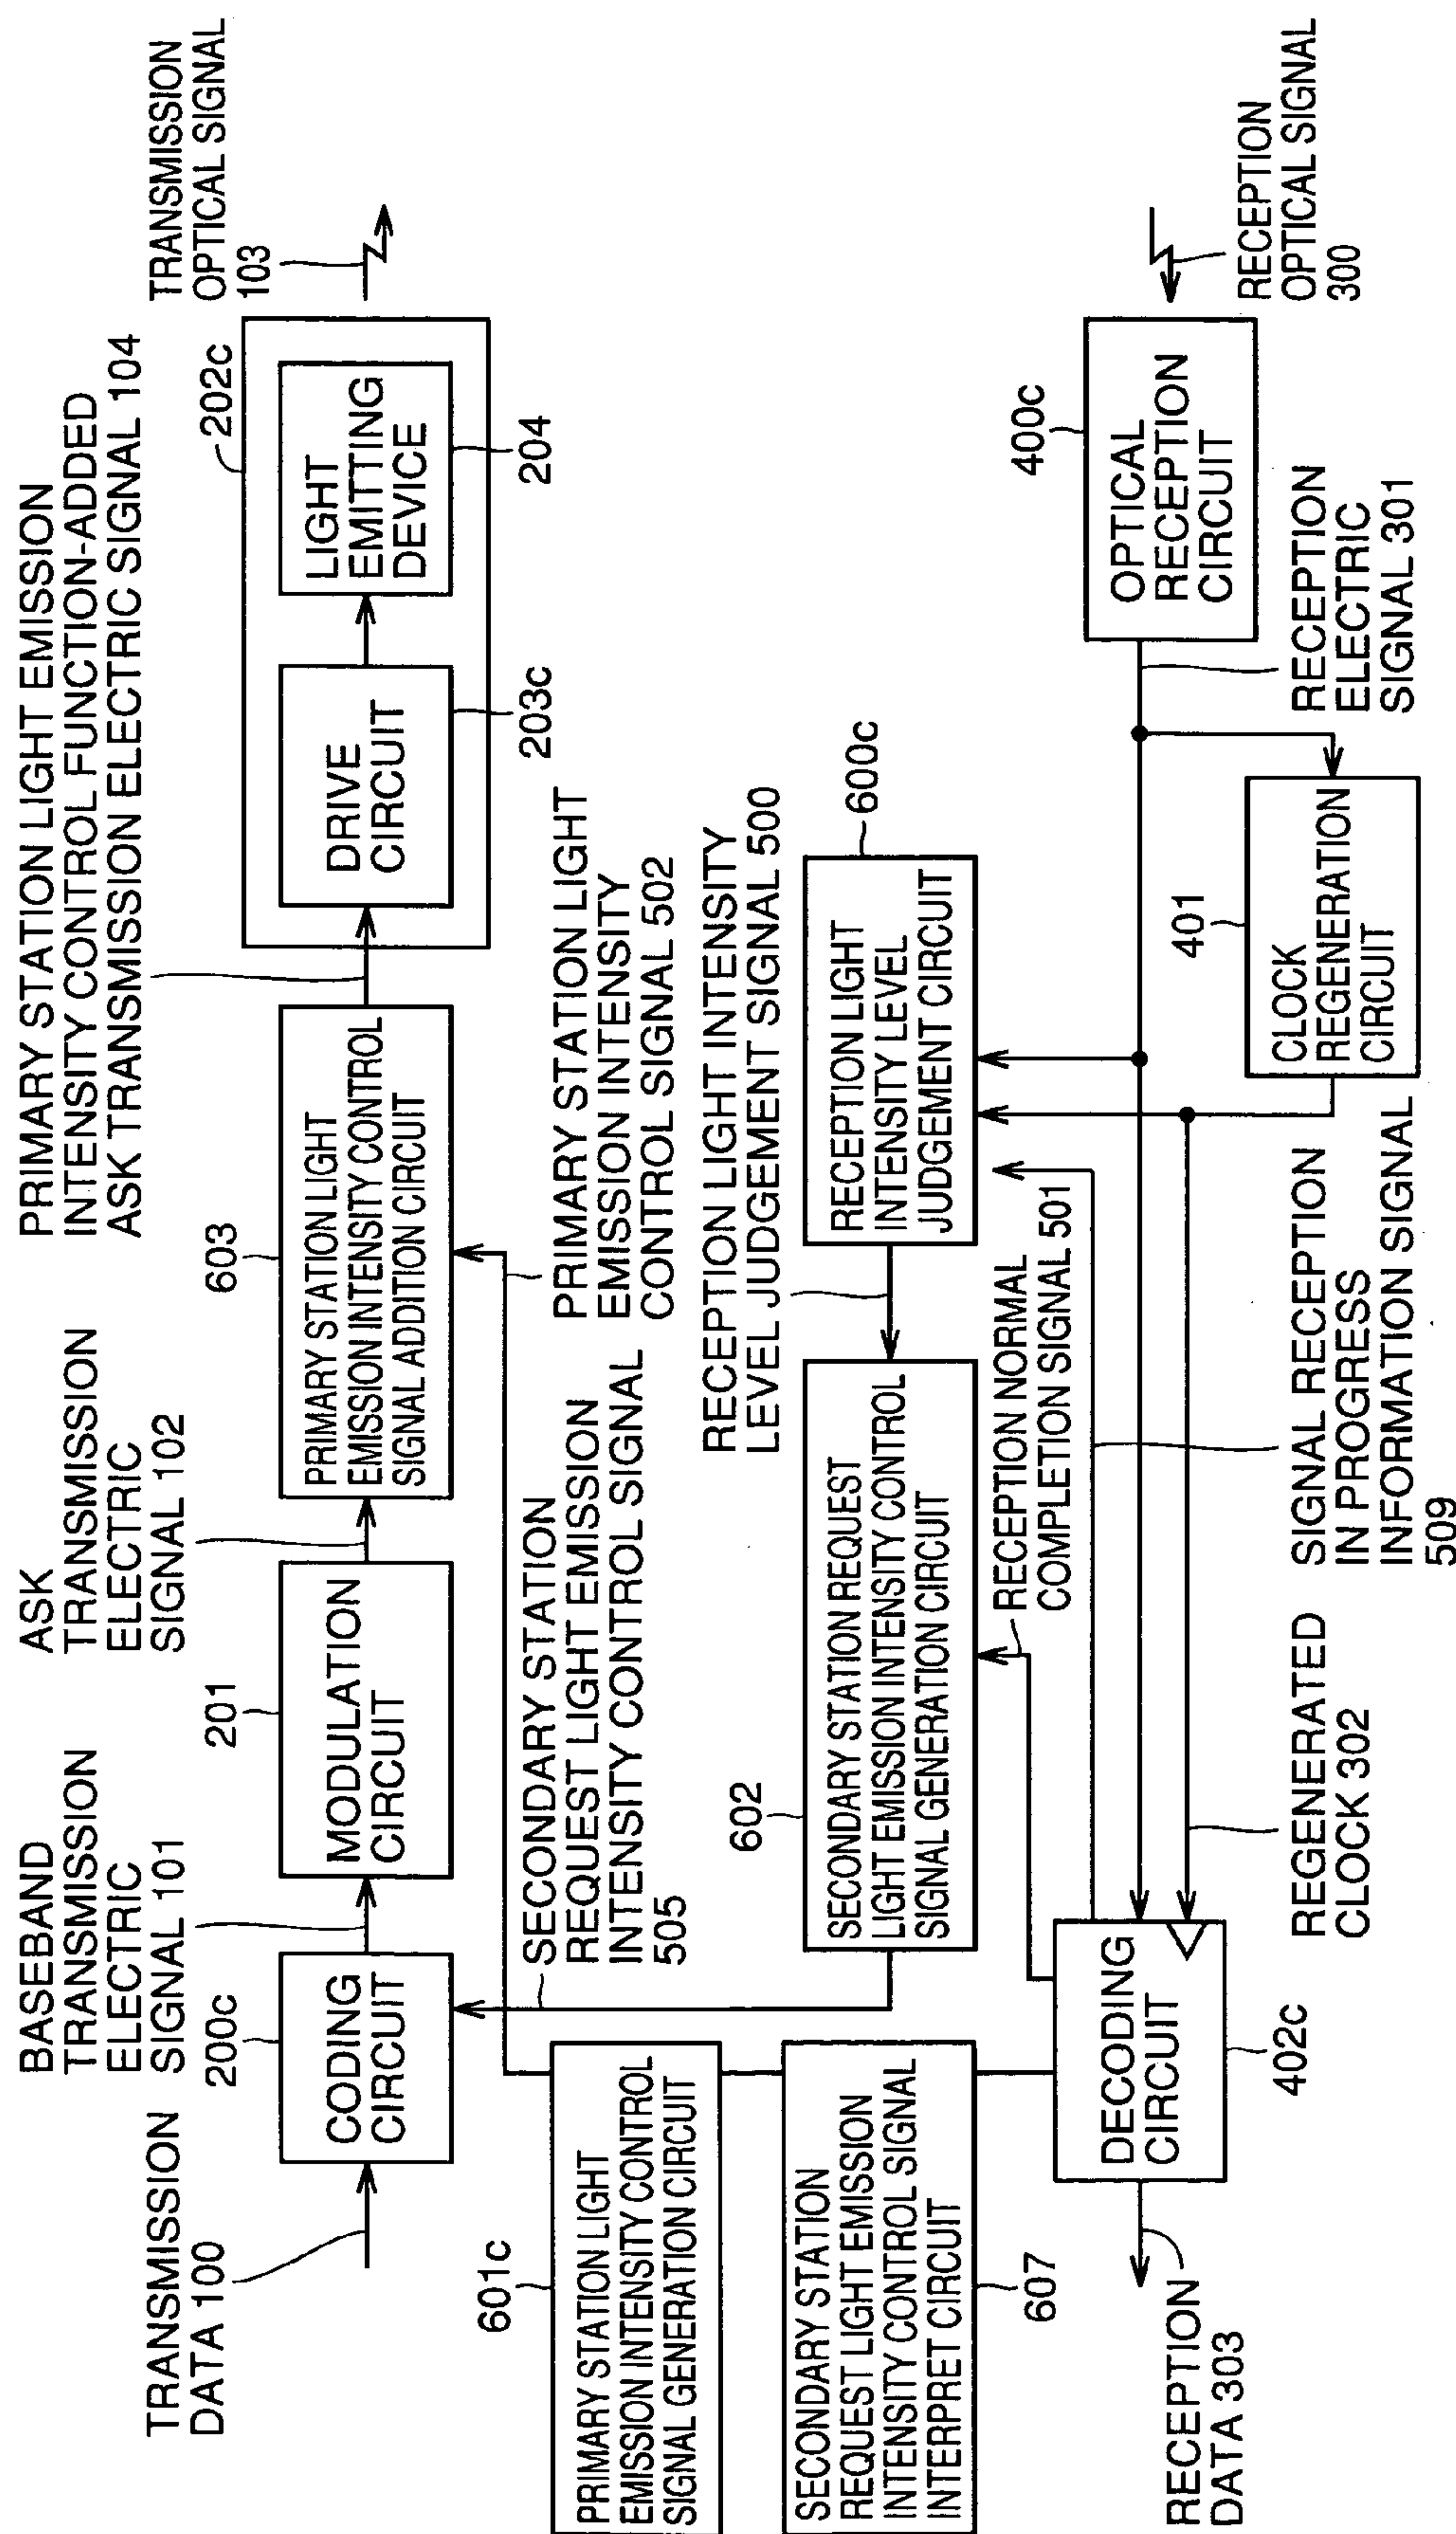 TRANSMISSION
DATA 100
BASEBAND
TRANSMISSION
ELECTRIC
SIGNAL 101
200c
CODING
CIRCUIT
201
MODULATION
CIRCUIT
ASK
TRANSMISSION
ELECTRIC
SIGNAL 102
603
PRIMARY STATION LIGHT
EMISSION INTENSITY CONTROL
SIGNAL ADDITION CIRCUIT
PRIMARY STATION LIGHT EMISSION
INTENSITY CONTROL FUNCTION-ADDED
ASK TRANSMISSION ELECTRIC SIGNAL 104
202c
DRIVE
CIRCUIT
203c
LIGHT
EMITTING
DEVICE
204
TRANSMISSION
OPTICAL SIGNAL
103
601c
PRIMARY STATION LIGHT
EMISSION INTENSITY CONTROL
SIGNAL GENERATION CIRCUIT
SECONDARY STATION
REQUEST LIGHT EMISSION
INTENSITY CONTROL SIGNAL
505
PRIMARY STATION LIGHT
EMISSION INTENSITY
CONTROL SIGNAL 502
SECONDARY STATION
REQUEST LIGHT EMISSION
INTENSITY CONTROL SIGNAL
INTERPRET CIRCUIT
607
602
SECONDARY STATION REQUEST
LIGHT EMISSION INTENSITY CONTROL
SIGNAL GENERATION CIRCUIT
RECEPTION LIGHT INTENSITY
LEVEL JUDGEMENT SIGNAL 500
600c
RECEPTION LIGHT
INTENSITY LEVEL
JUDGEMENT CIRCUIT
RECEPTION NORMAL
COMPLETION SIGNAL 501
400c
OPTICAL
RECEPTION
CIRCUIT
RECEPTION
OPTICAL SIGNAL
300
RECEPTION
ELECTRIC
SIGNAL 301
401
CLOCK
REGENERATION
CIRCUIT
SIGNAL RECEPTION
IN PROGRESS
INFORMATION SIGNAL
509
REGENERATED
CLOCK 302
DECODING
CIRCUIT
402c
RECEPTION
DATA 303